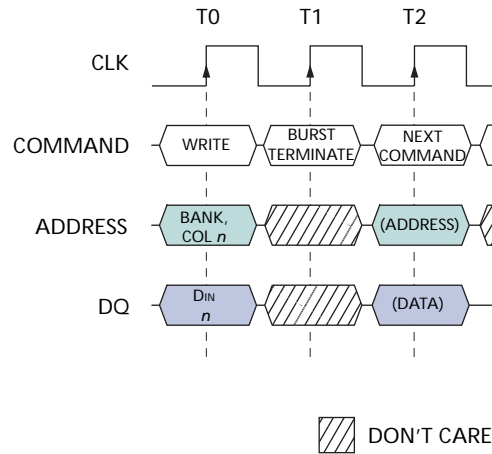 T0 T1 T2
CLK
COMMAND WRITE BURST TERMINATE NEXT COMMAND
ADDRESS BANK, COL n (ADDRESS)
DQ DIN n (DATA)
DON'T CARE